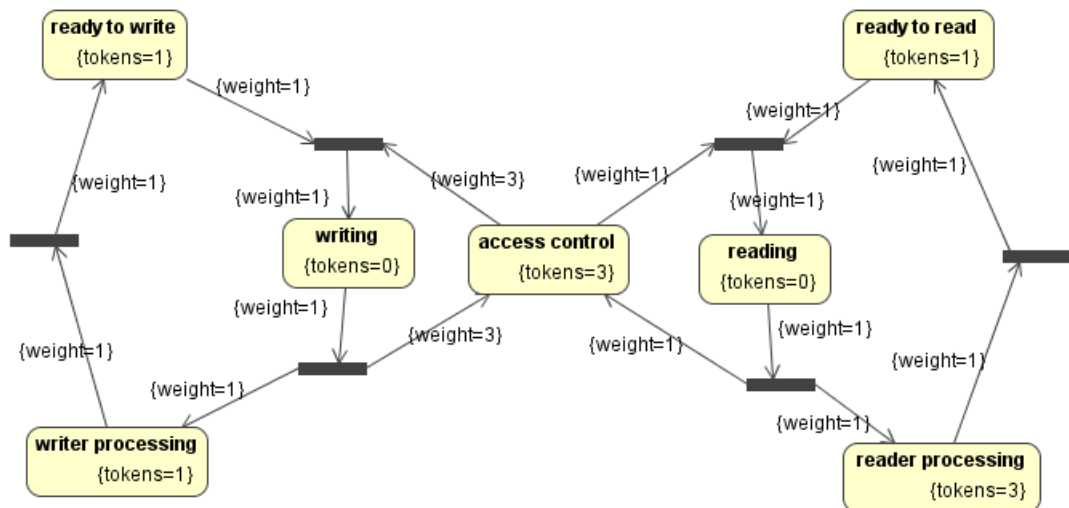 ready to write
{tokens=1}
ready to read
{tokens=1}
{weight=1}
{weight=1}
{weight=1}
{weight=3}
{weight=1}
{weight=1}
{weight=1}
{weight=1}
writing
{tokens=0}
access control
{tokens=3}
reading
{tokens=0}
{weight=1}
{weight=1}
{weight=1}
{weight=3}
{weight=1}
{weight=1}
{weight=1}
{weight=1}
writer processing
{tokens=1}
reader processing
{tokens=3}